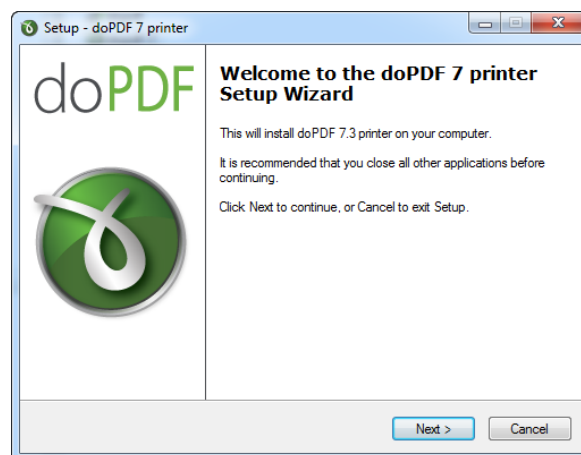 Setup - doPDF 7 printer
doPDF
Welcome to the doPDF 7 printer
Setup Wizard
This will install doPDF 7.3 printer on your computer.
It is recommended that you close all other applications before
continuing.
Click Next to continue, or Cancel to exit Setup.
Next >
Cancel